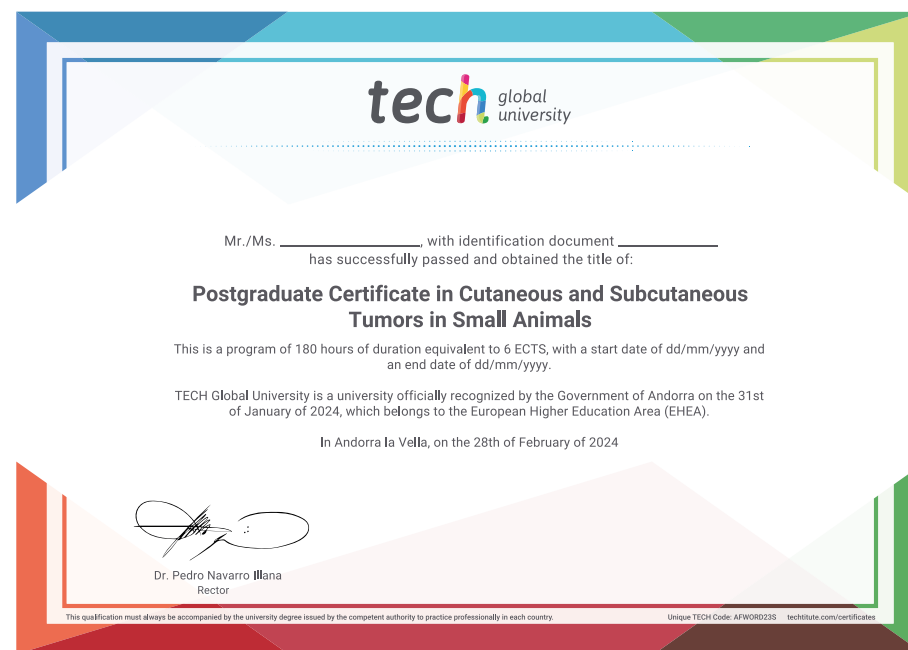 tech global university
Mr./Ms. ____________, with identification document ____________
has successfully passed and obtained the title of:
Postgraduate Certificate in Cutaneous and Subcutaneous
Tumors in Small Animals
This is a program of 180 hours of duration equivalent to 6 ECTS, with a start date of dd/mm/yyyy and
an end date of dd/mm/yyyy.
TECH Global University is a university officially recognized by the Government of Andorra on the 31st
of January of 2024, which belongs to the European Higher Education Area (EHEA).
In Andorra la Vella, on the 28th of February of 2024
Dr. Pedro Navarro Illana
Rector
This qualification must always be accompanied by the university degree issued by the competent authority to practice professionally in each country. Unique TECH Code: AFWORD23S techtitute.com/certificates